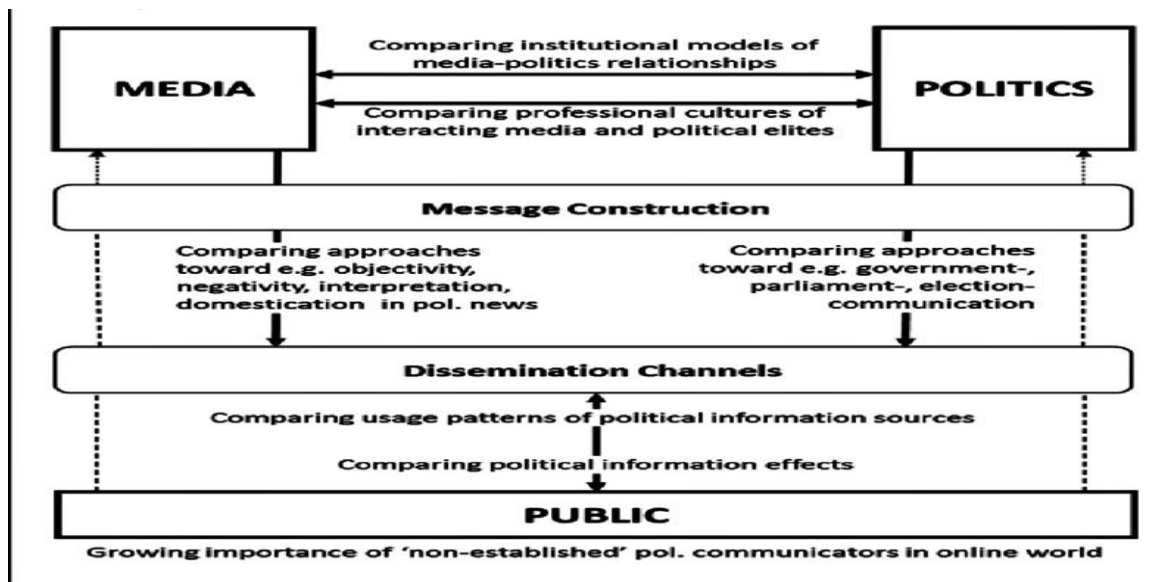 Comparing institutional models of
media-politics relationships
MEDIA
POLITICS
Comparing professional cultures of
interacting media and political elites
Message Construction
Comparing approaches
toward e.g. objectivity,
negativity, interpretation,
domestication in pol. news
Comparing approaches
toward e.g. government-,
parliament-, election-
communication
Dissemination Channels
Comparing usage patterns of political information sources
Comparing political information effects
PUBLIC
Growing importance of ‘non-established’ pol. communicators in online world